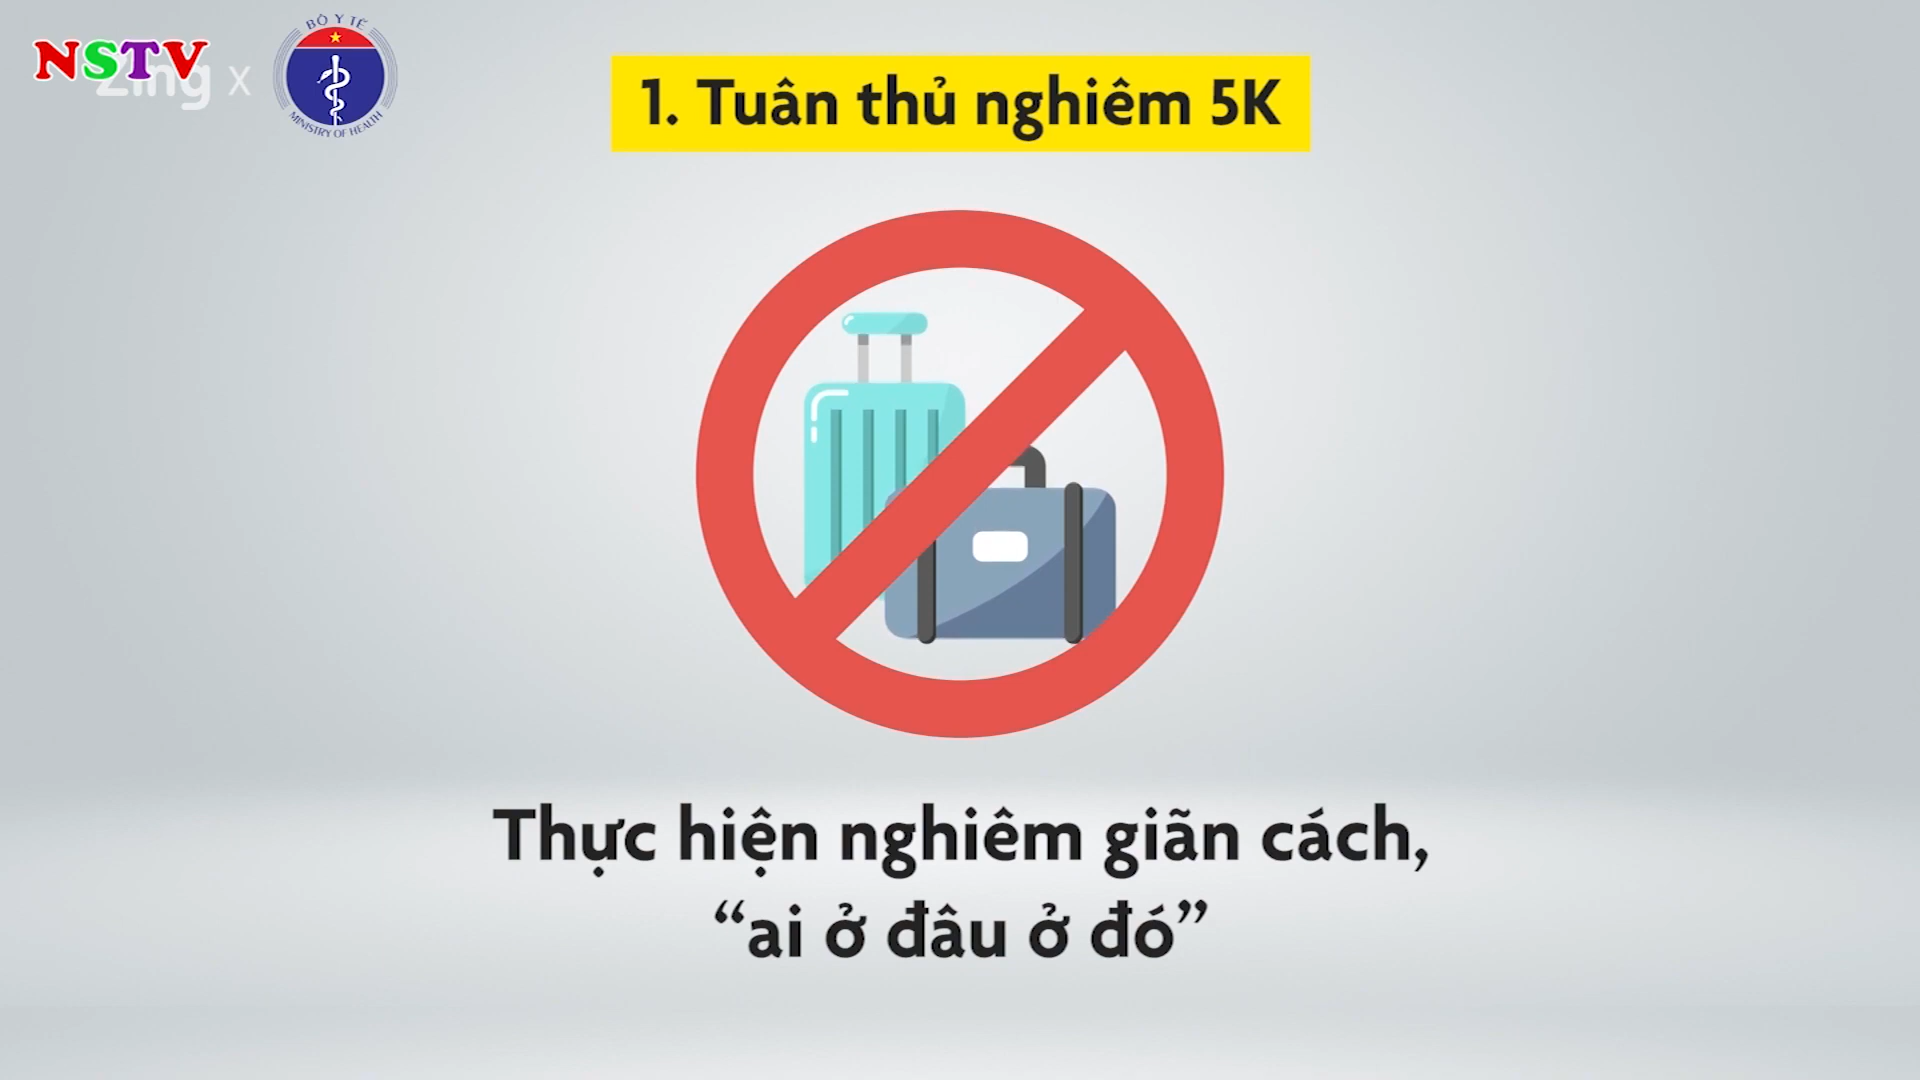 NSTV
Zing x
BỘ Y TẾ
MINISTRY OF HEALTH
1. Tuân thủ nghiêm 5K
Thực hiện nghiêm giãn cách,
“ai ở đâu ở đó”